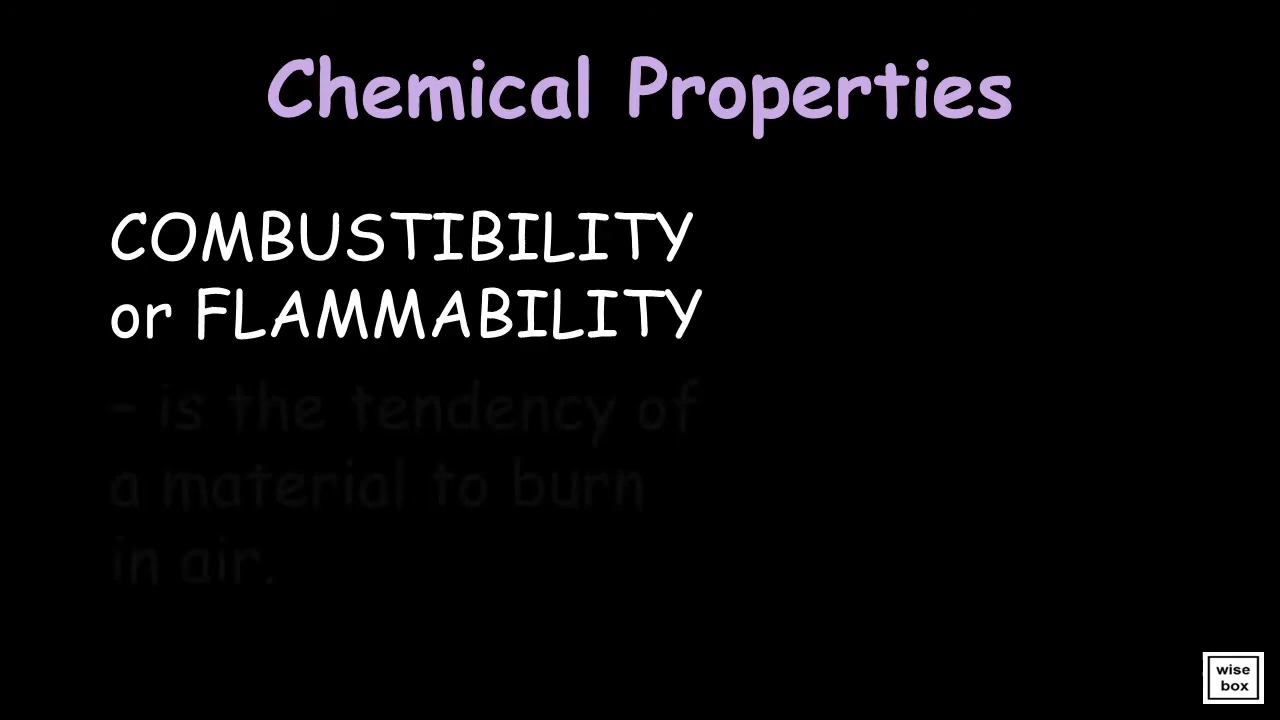 Chemical Properties
COMBUSTIBILITY
or FLAMMABILITY
– is the tendency of
a material to burn
in air.
wise
box